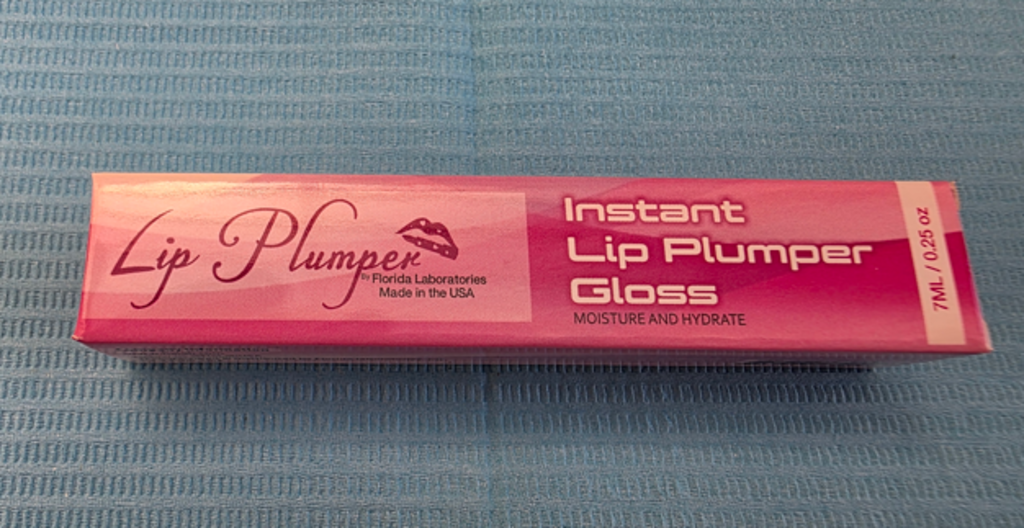 Lip Plumper
by Florida Laboratories
Made in the USA
Instant
Lip Plumper
Gloss
MOISTURE AND HYDRATE
7ML / 0.25 oz